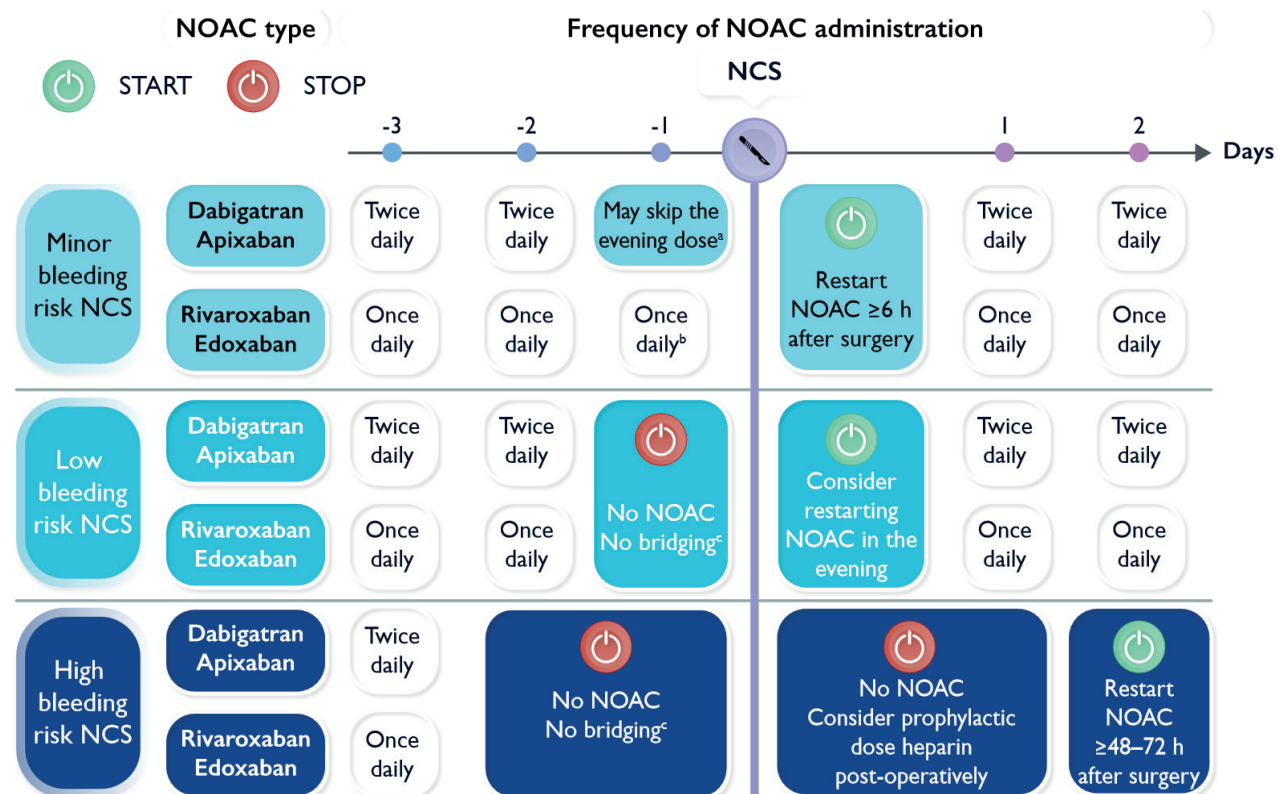 NOAC type
Frequency of NOAC administration
START
STOP
NCS
-3
-2
-1
1
2
Days
Minor
bleeding
risk NCS
Dabigatran
Apixaban
Twice
daily
Twice
daily
May skip the
evening doseᵃ
Restart
NOAC ≥6 h
after surgery
Twice
daily
Twice
daily
Rivaroxaban
Edoxaban
Once
daily
Once
daily
Once
dailyᵇ
Once
daily
Once
daily
Low
bleeding
risk NCS
Dabigatran
Apixaban
Twice
daily
Twice
daily
No NOAC
No bridgingᶜ
Consider
restarting
NOAC in the
evening
Twice
daily
Twice
daily
Rivaroxaban
Edoxaban
Once
daily
Once
daily
Once
daily
Once
daily
High
bleeding
risk NCS
Dabigatran
Apixaban
Twice
daily
No NOAC
No bridgingᶜ
No NOAC
Consider prophylactic
dose heparin
post-operatively
Restart
NOAC
≥48–72 h
after surgery
Rivaroxaban
Edoxaban
Once
daily